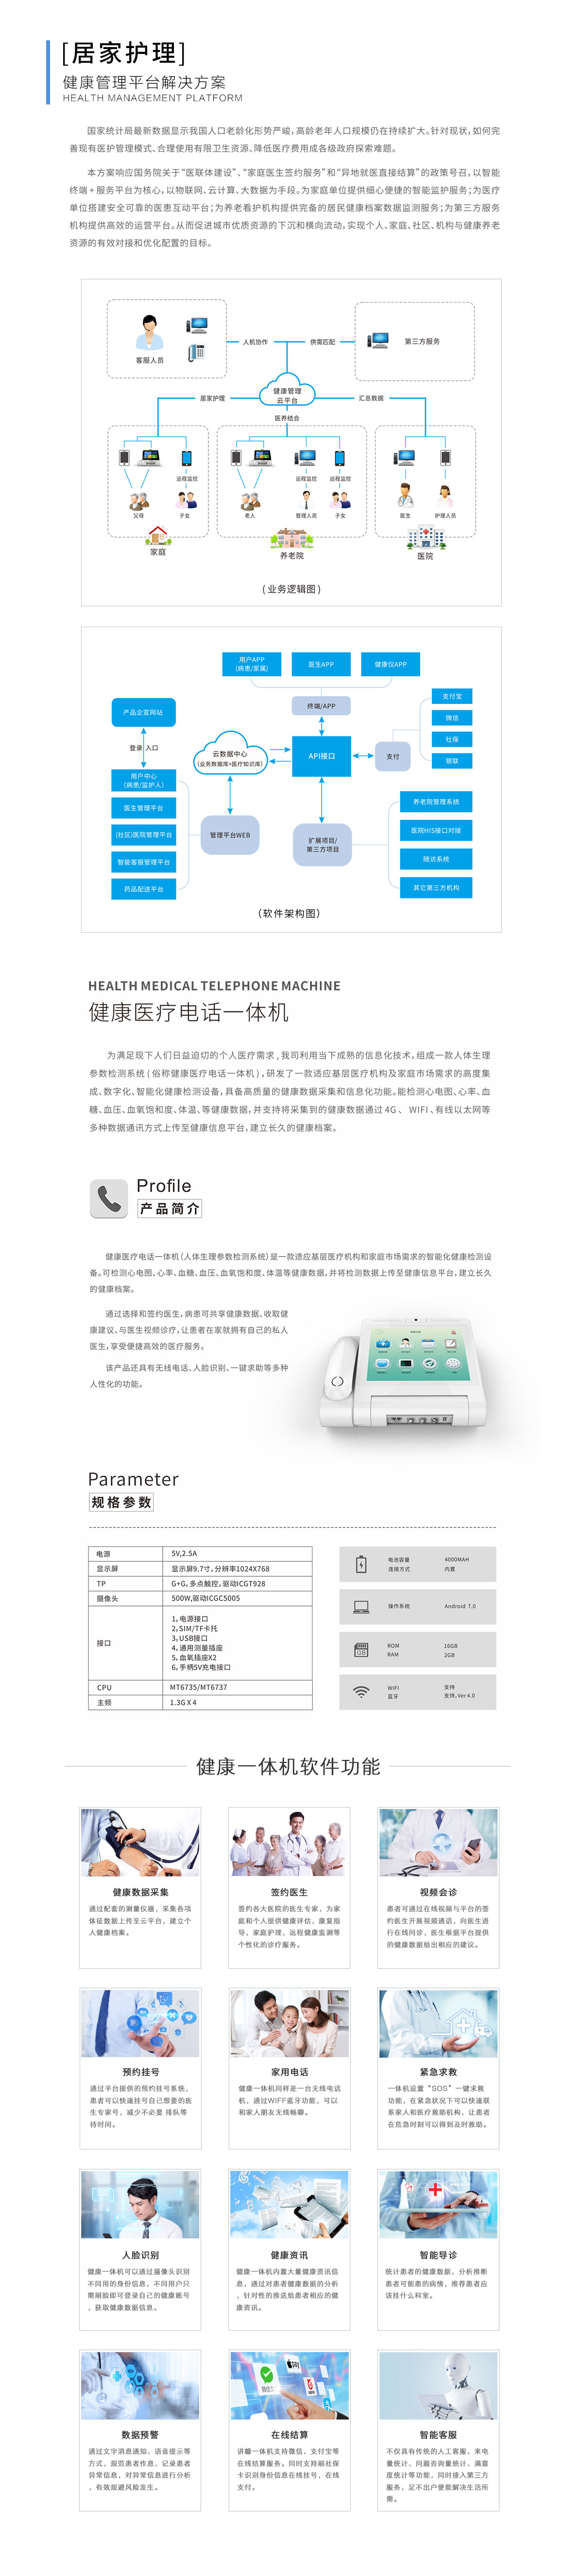 [居家护理]
健康管理平台解决方案
HEALTH MANAGEMENT PLATFORM
国家统计局最新数据显示我国人口老龄化形势严峻,高龄老年人口规模仍在持续扩大。针对现状,如何完
善现有医护管理模式、合理使用有限卫生资源、降低医疗费用成各级政府探索难题。
本方案响应国务院关于“医联体建设”、“家庭医生签约服务”和“异地就医直接结算”的政策号召,以智能
终端+服务平台为核心,以物联网、云计算、大数据为手段。为家庭单位提供细心便捷的智能监护服务;为医疗
单位搭建安全可靠的医患互动平台;为养老看护机构提供完备的居民健康档案数据监测服务;为第三方服务
机构提供高效的运营平台。从而促进城市优质资源的下沉和横向流动,实现个人、家庭、社区、机构与健康养老
资源的有效对接和优化配置的目标。
客服人员
人机协作
供需匹配
第三方服务
健康管理
云平台
居家护理
汇总数据
医养结合
远程监控
远程监控
远程监控
父母
子女
老人
管理人员
子女
医生
护理人员
家庭
养老院
医院
(业务逻辑图)
用户APP
(病患/家属)
医生APP
健康仪APP
终端/APP
支付宝
微信
社保
银联
产品企宣网站
登录 入口
云数据中心
(业务数据库+医疗知识库)
API接口
支付
用户中心
(病患/监护人)
医生管理平台
(社区)医院管理平台
智能客服管理平台
药品配送平台
管理平台WEB
扩展项目/
第三方项目
养老院管理系统
医院HIS接口对接
随访系统
其它第三方机构
(软件架构图)
HEALTH MEDICAL TELEPHONE MACHINE
健康医疗电话一体机
为满足现下人们日益迫切的个人医疗需求,我司利用当下成熟的信息化技术,组成一款人体生理
参数检测系统(俗称健康医疗电话一体机),研发了一款适应基层医疗机构及家庭市场需求的高度集
成、数字化、智能化健康检测设备,具备高质量的健康数据采集和信息化功能。能检测心电图、心率、血
糖、血压、血氧饱和度、体温、等健康数据,并支持将采集到的健康数据通过4G、WIFI、有线以太网等
多种数据通讯方式上传至健康信息平台,建立长久的健康档案。
Profile
产品简介
健康医疗电话一体机(人体生理参数检测系统)是一款适应基层医疗机构和家庭市场需求的智能化健康检测设
备。可检测心电图、心率、血糖、血压、血氧饱和度、体温等健康数据,并将检测数据上传至健康信息平台,建立长久
的健康档案。
通过选择和签约医生,病患可共享健康数据、收取健
康建议、与医生视频诊疗,让患者在家就拥有自己的私人
医生,享受便捷高效的医疗服务。
该产品还具有无线电话、人脸识别、一键求助等多种
人性化的功能。
Parameter
规格参数
电源 5V,2.5A
显示屏 显示屏9.7寸,分辨率1024X768
TP G+G,多点触控,驱动ICGT928
摄像头 500W,驱动ICGC5005
接口
1，电源接口
2，SIM/TF卡托
3，USB接口
4，通用测量插座
5，血氧插座X2
6，手柄5V充电接口
CPU MT6735/MT6737
主频 1.3G X 4
电池容量 4000MAH
连接方式 内置
操作系统 Android 7.0
ROM 16GB
RAM 2GB
WIFI 支持
蓝牙 支持,Ver4.0
健康一体机软件功能
健康数据采集
通过配套的测量仪器,采集各项
体征数据上传至云平台,建立个
人健康档案。
签约医生
签约各大医院的医生专家,为家
庭和个人提供健康评估,康复指
导,家庭护理,远程健康监测等
个性化的诊疗服务。
视频会诊
患者可通过在线视频与平台的签
约医生开展视频通话,向医生进
行在线问诊,医生根据平台提供
的健康数据给出相应的建议。
预约挂号
通过平台提供的预约挂号系统,
患者可以快速挂号自己想要的医
生专家号,减少不必要 排队等
待时间。
家用电话
健康一体机同样是一台无线电话
机,通过WIFF蓝牙功能,可以
和家人朋友无线畅聊。
紧急求救
一体机设置“SOS”一键求救
功能,在紧急状况下可以快速联
系家人和医疗救助机构,让患者
在危急时刻可以得到及时救助。
人脸识别
健康一体机可以通过摄像头识别
不同用的身份信息,不同用户只
需刷脸即可登录自己的健康账号
,获取健康数据信息。
健康资讯
健康一体机内置大量健康资讯信
息,通过对患者健康数据的分析
,针对性的推送给患者相应的健
康资讯。
智能导诊
统计患者的健康数据,分析推断
患者可能患的病情,推荐患者应
该挂什么科室。
数据预警
通过文字消息通知、语音提示等
方式,规范患者作息,记录患者
异常信息,对异常信息进行分析
,有效规避风险发生。
在线结算
讲糖一体机支持微信、支付宝等
在线结算服务。同时支持刷社保
卡识别身份信息在线挂号,在线
支付。
智能客服
不仅具有传统的人工客服、来电
量统计、问题咨询量统计、满意
度统计等功能,同时接入第三方
服务,足不出户便能解决生活所
需。